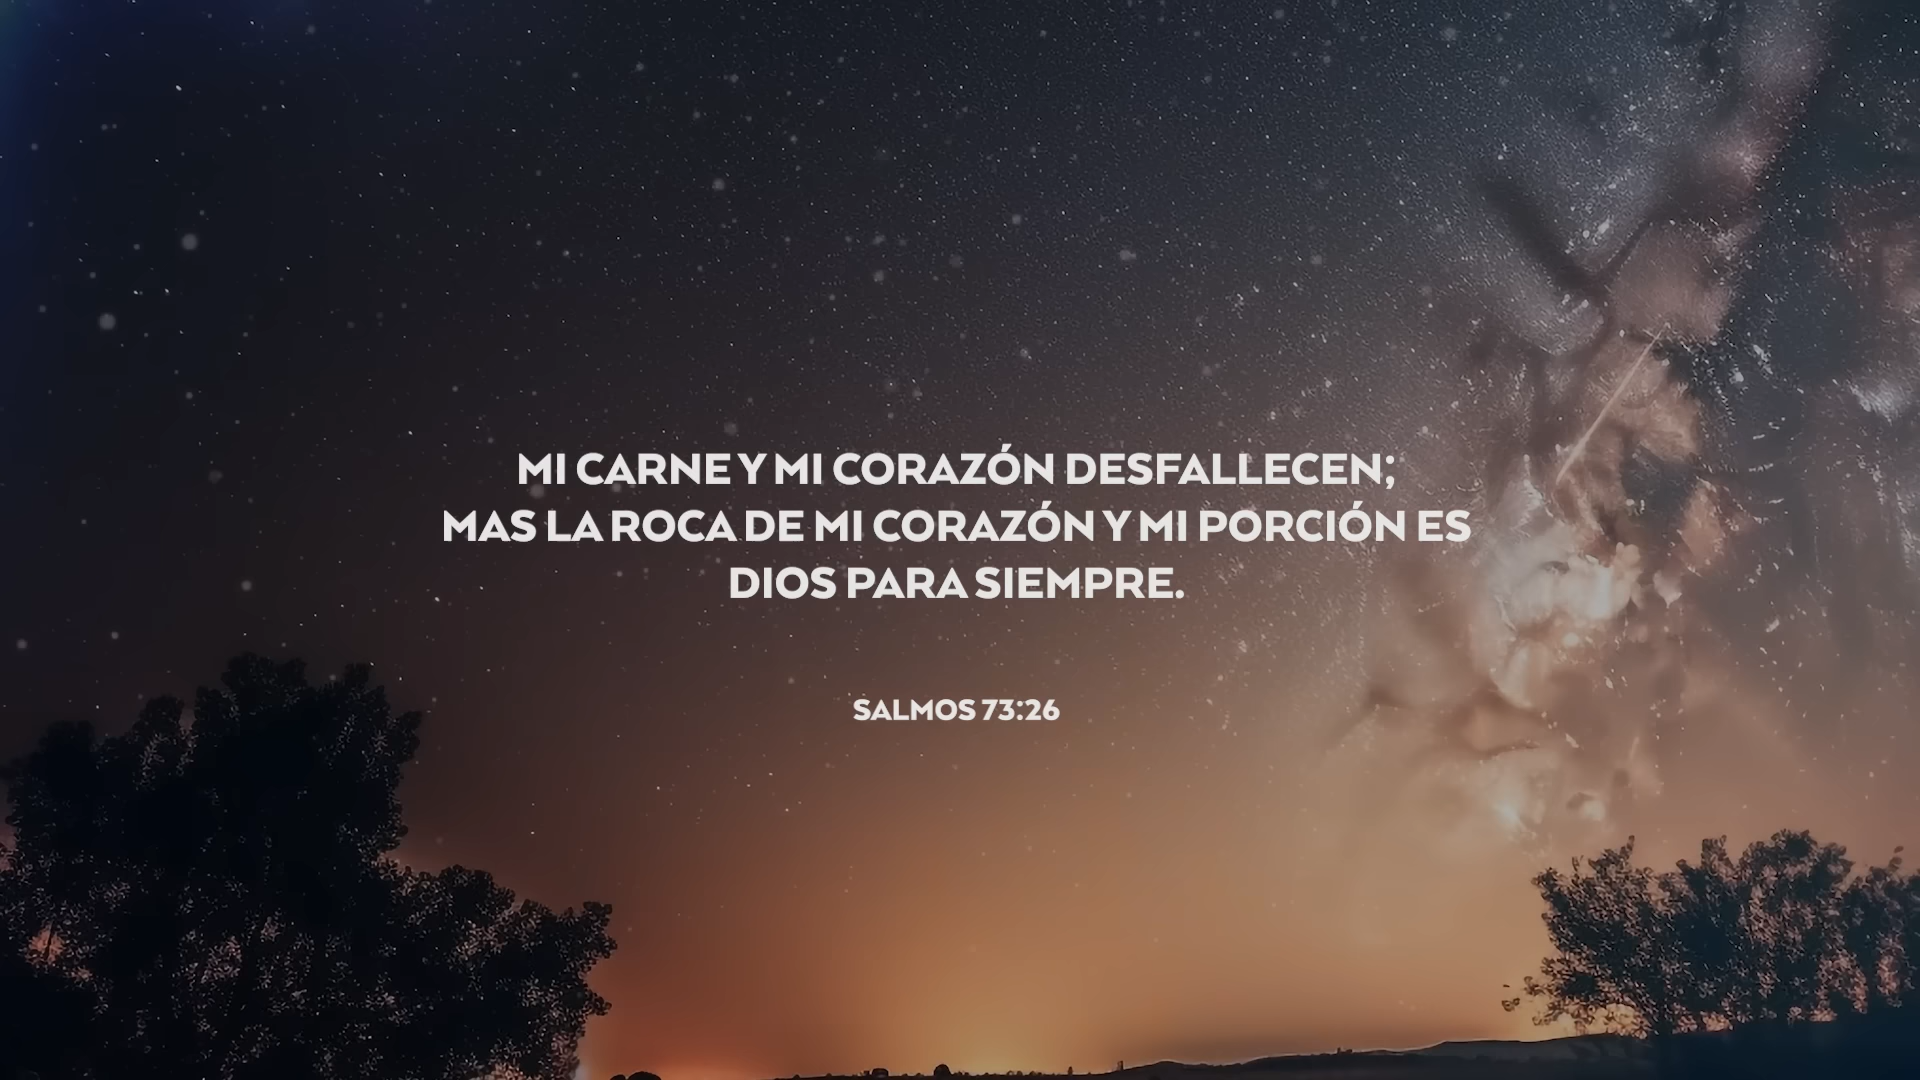 MI CARNE Y MI CORAZÓN DESFALLECEN;
MAS LA ROCA DE MI CORAZÓN Y MI PORCIÓN ES
DIOS PARA SIEMPRE.
SALMOS 73:26